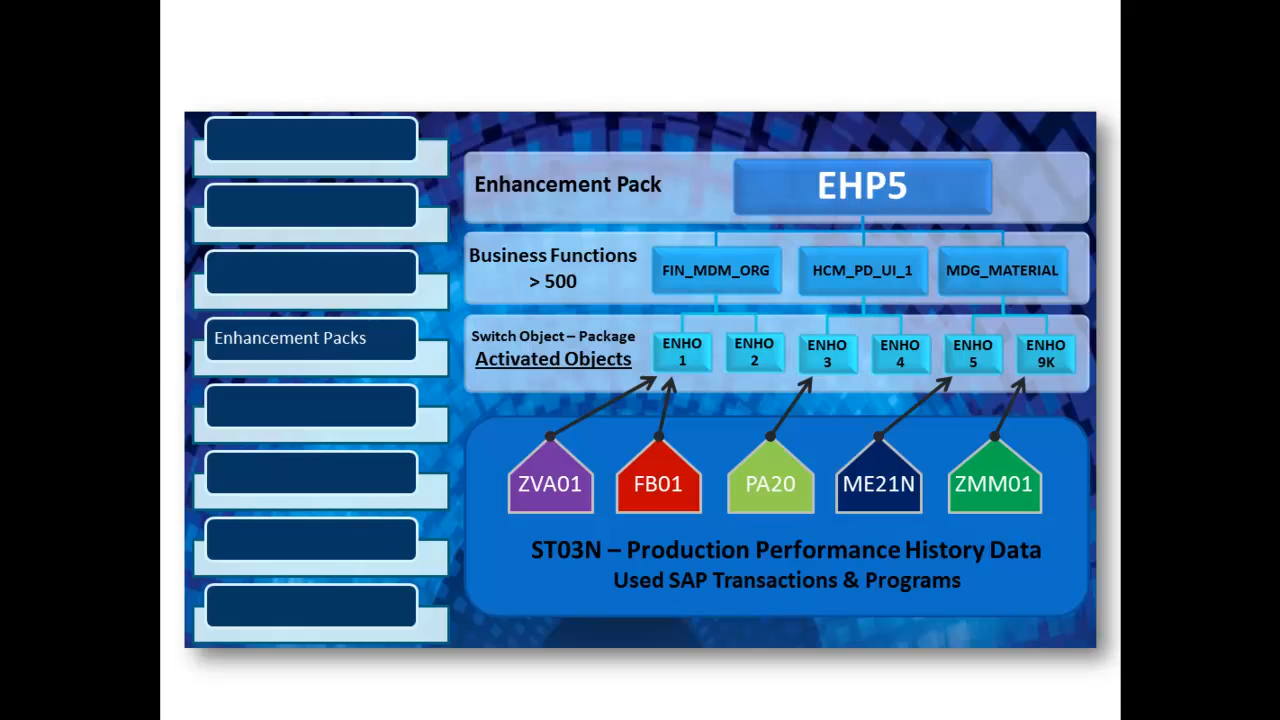 Enhancement Packs
Enhancement Pack
EHP5
Business Functions
> 500
FIN_MDM_ORG
HCM_PD_UI_1
MDG_MATERIAL
Switch Object – Package
Activated Objects
ENHO
1
ENHO
2
ENHO
3
ENHO
4
ENHO
5
ENHO
9K
ZVA01
FB01
PA20
ME21N
ZMM01
ST03N – Production Performance History Data
Used SAP Transactions & Programs